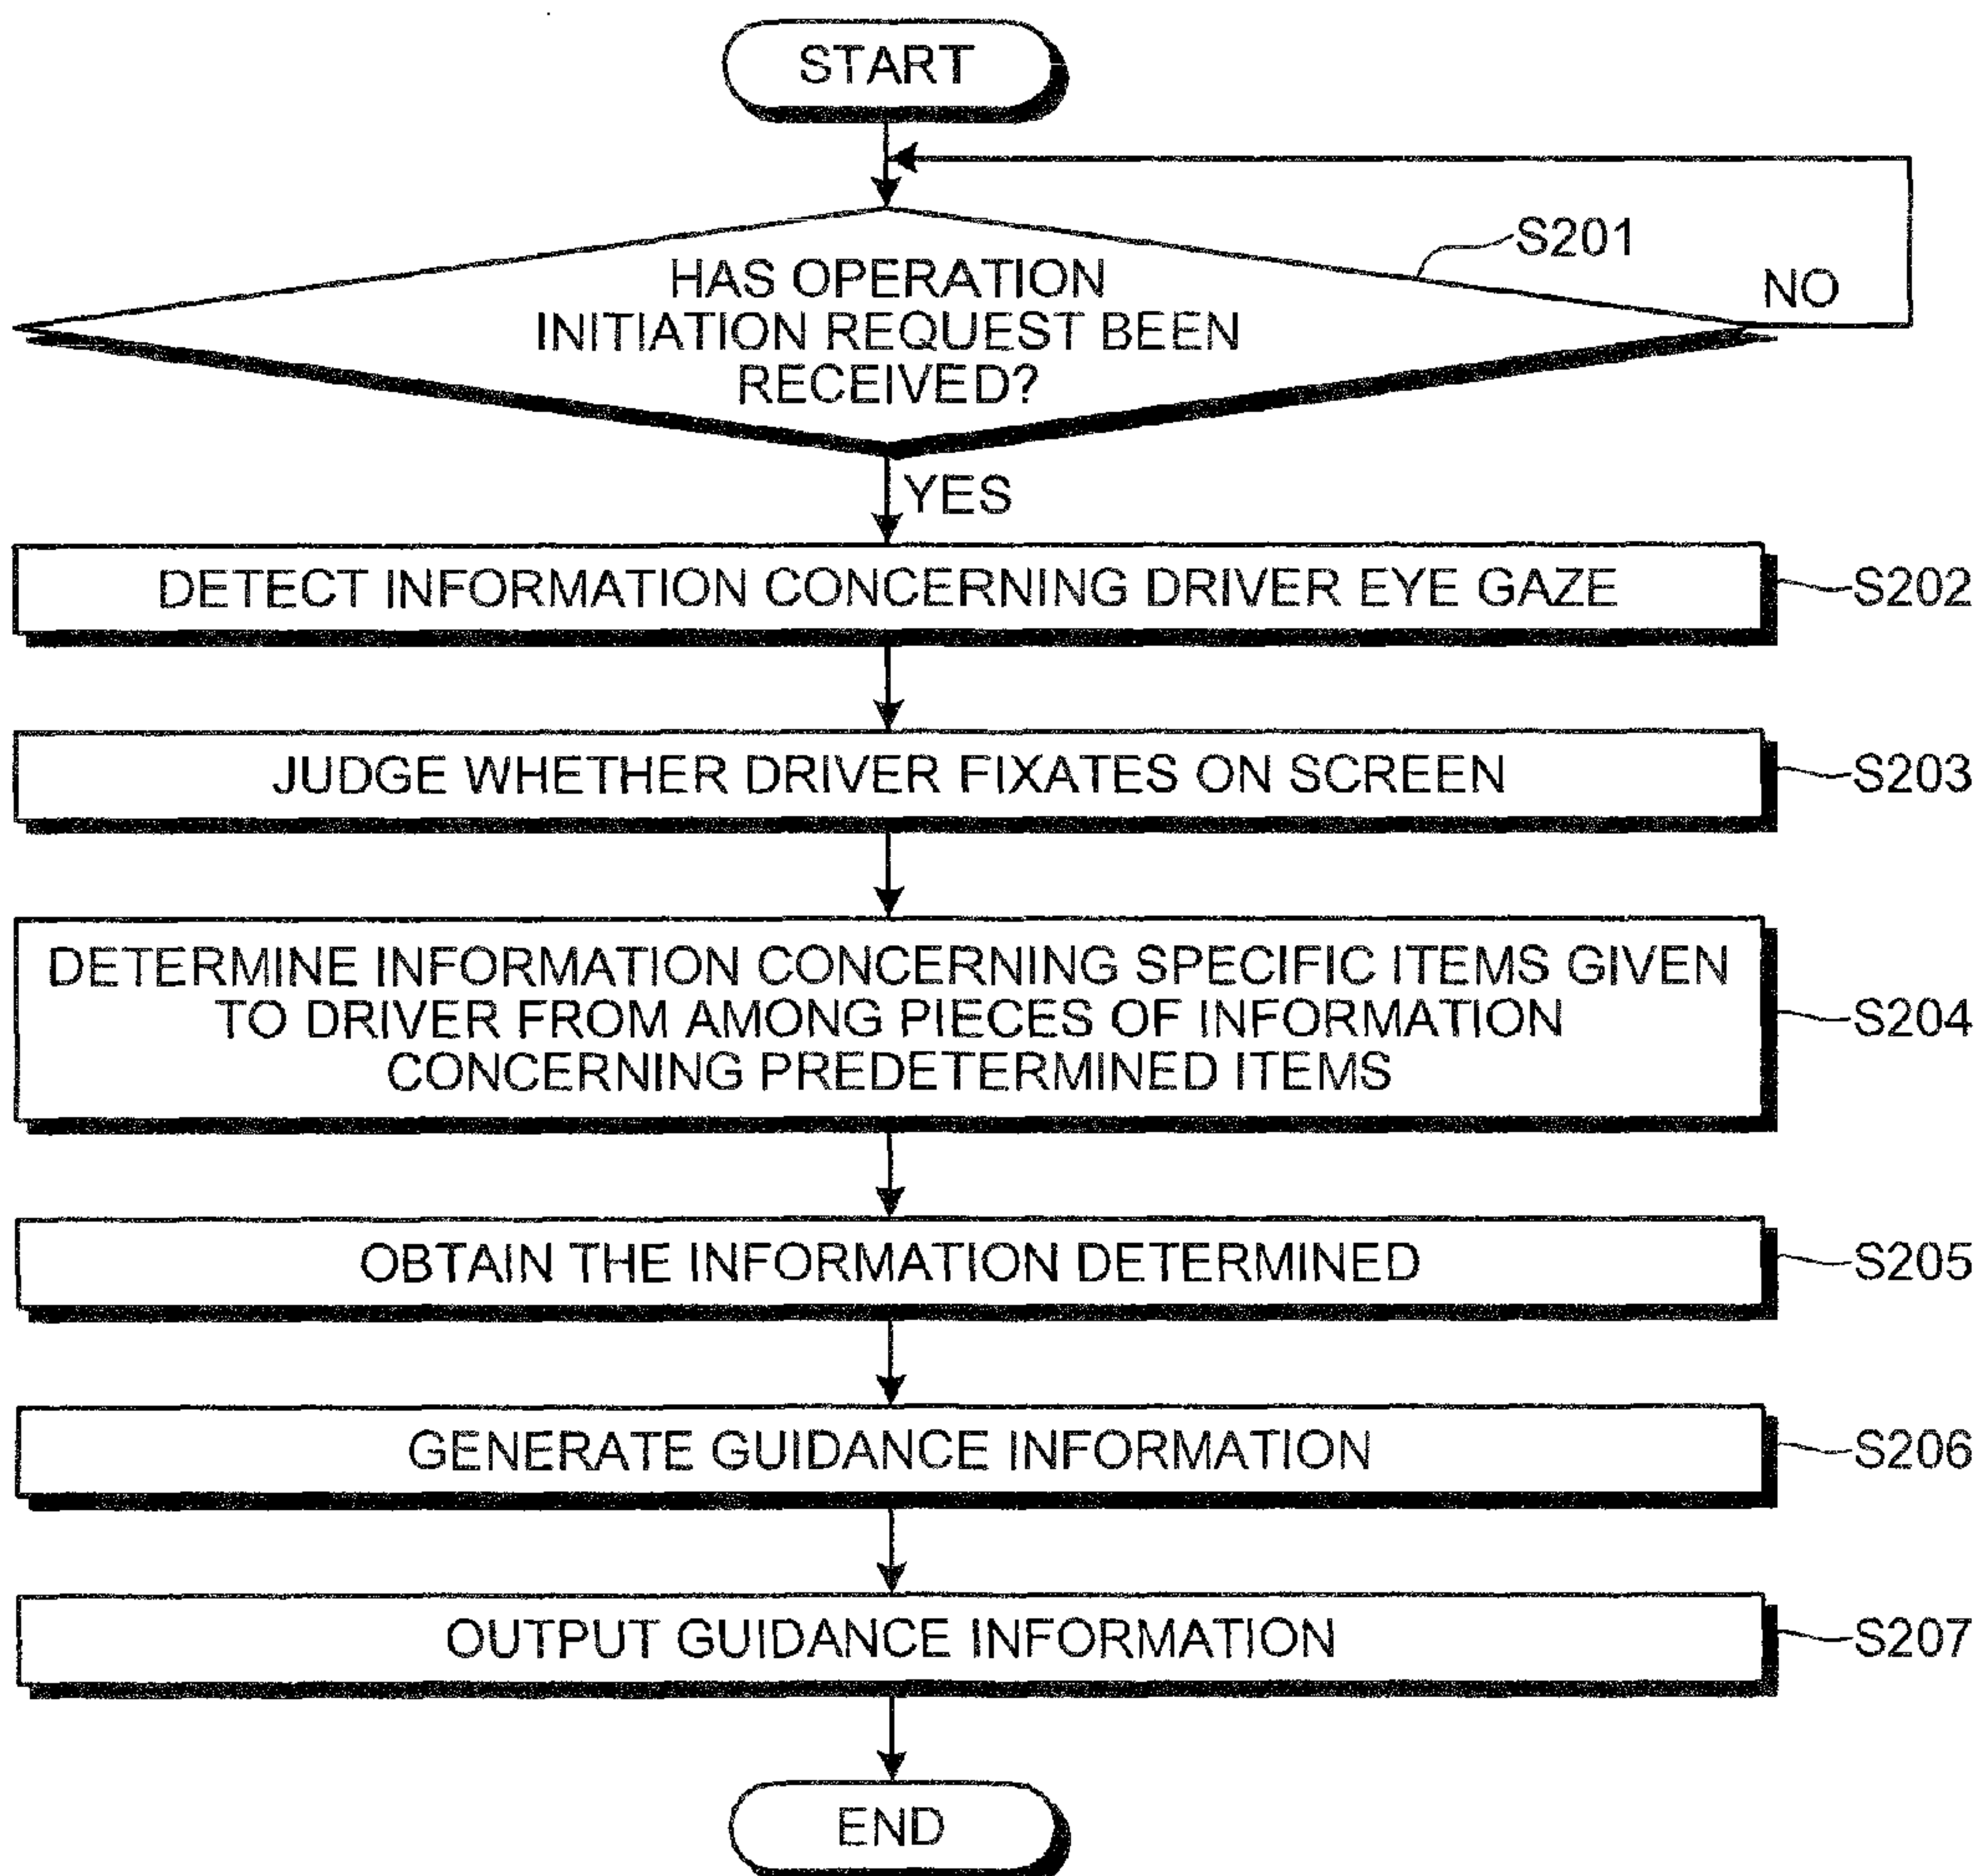 START
S201
NO
HAS OPERATION
INITIATION REQUEST BEEN
RECEIVED?
YES
DETECT INFORMATION CONCERNING DRIVER EYE GAZE
S202
JUDGE WHETHER DRIVER FIXATES ON SCREEN
S203
DETERMINE INFORMATION CONCERNING SPECIFIC ITEMS GIVEN
TO DRIVER FROM AMONG PIECES OF INFORMATION
CONCERNING PREDETERMINED ITEMS
S204
OBTAIN THE INFORMATION DETERMINED
S205
GENERATE GUIDANCE INFORMATION
S206
OUTPUT GUIDANCE INFORMATION
S207
END